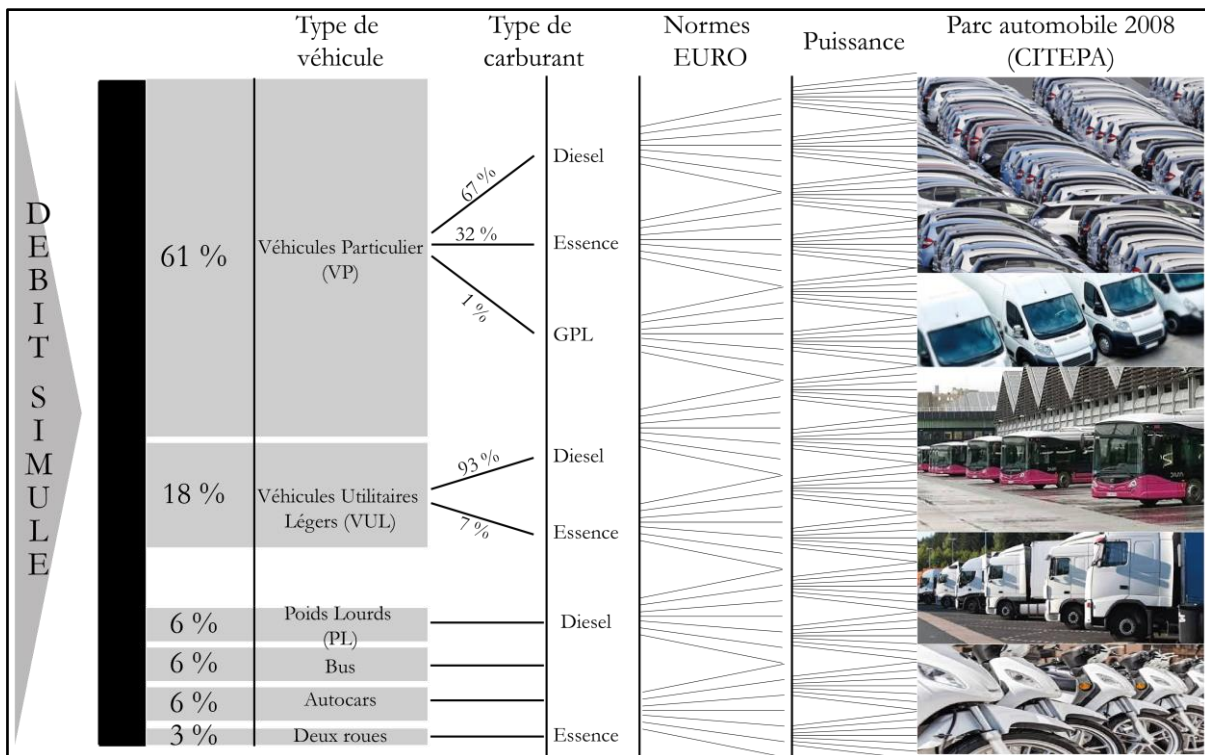 Type de
véhicule
Type de
carburant
Normes
EURO
Puissance
Parc automobile 2008
(CITEPA)
DEBIT SIMULE
61 %
Véhicules Particulier
(VP)
67 %
Diesel
32 %
Essence
1 %
GPL
18 %
Véhicules Utilitaires
Légers (VUL)
93 %
Diesel
7 %
Essence
6 %
Poids Lourds
(PL)
Diesel
6 %
Bus
6 %
Autocars
3 %
Deux roues
Essence